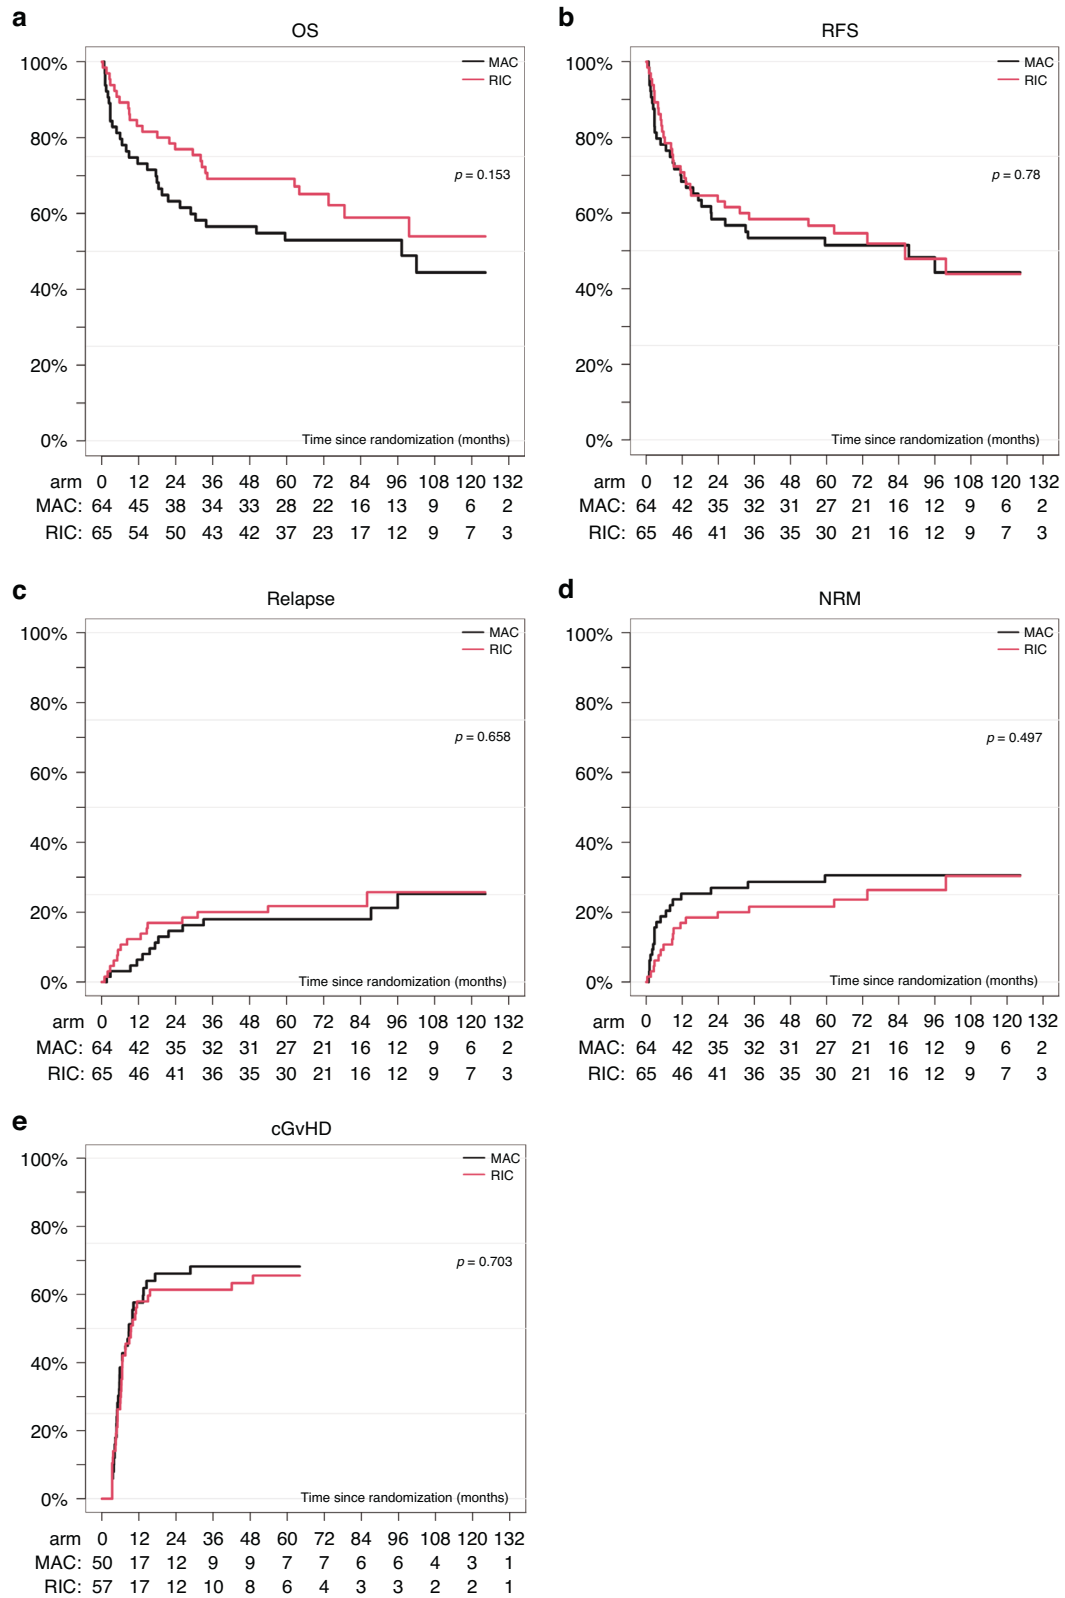 a
OS
100%
80%
60%
40%
20%
0%
MAC
RIC
p = 0.153
Time since randomization (months)
arm 0 12 24 36 48 60 72 84 96 108 120 132
MAC: 64 45 38 34 33 28 22 16 13 9 6 2
RIC: 65 54 50 43 42 37 23 17 12 9 7 3
b
RFS
100%
80%
60%
40%
20%
0%
MAC
RIC
p = 0.78
Time since randomization (months)
arm 0 12 24 36 48 60 72 84 96 108 120 132
MAC: 64 42 35 32 31 27 21 16 12 9 6 2
RIC: 65 46 41 36 35 30 21 16 12 9 7 3
c
Relapse
100%
80%
60%
40%
20%
0%
MAC
RIC
p = 0.658
Time since randomization (months)
arm 0 12 24 36 48 60 72 84 96 108 120 132
MAC: 64 42 35 32 31 27 21 16 12 9 6 2
RIC: 65 46 41 36 35 30 21 16 12 9 7 3
d
NRM
100%
80%
60%
40%
20%
0%
MAC
RIC
p = 0.497
Time since randomization (months)
arm 0 12 24 36 48 60 72 84 96 108 120 132
MAC: 64 42 35 32 31 27 21 16 12 9 6 2
RIC: 65 46 41 36 35 30 21 16 12 9 7 3
e
cGvHD
100%
80%
60%
40%
20%
0%
MAC
RIC
p = 0.703
Time since randomization (months)
arm 0 12 24 36 48 60 72 84 96 108 120 132
MAC: 50 17 12 9 9 7 7 6 6 4 3 1
RIC: 57 17 12 10 8 6 4 3 3 2 2 1